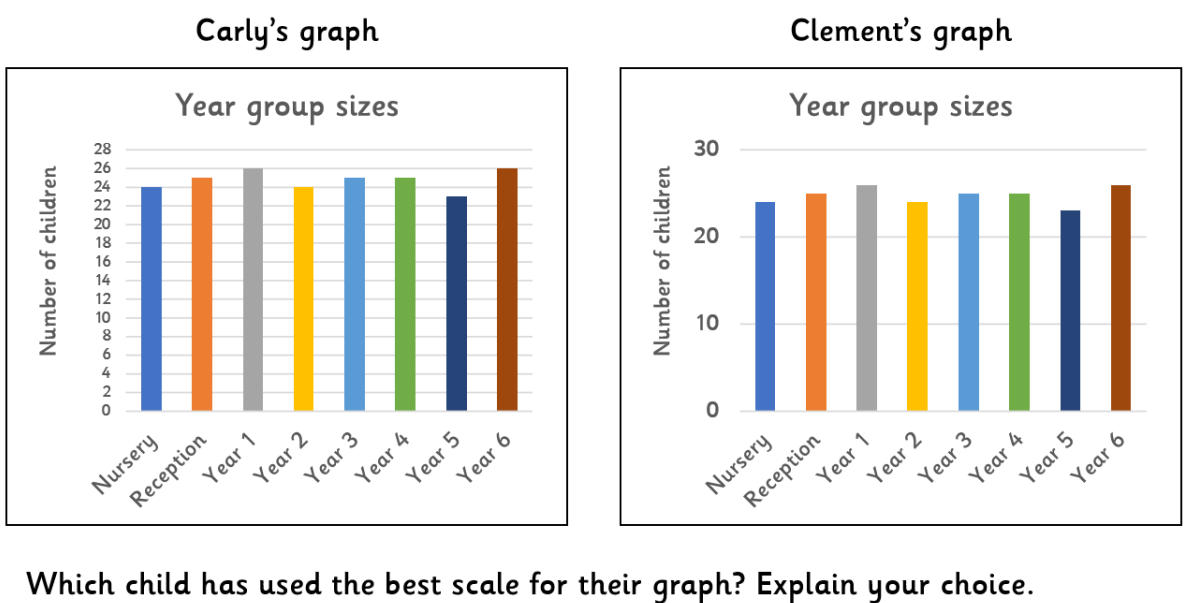 Carly’s graph
Year group sizes
Number of children
28
26
24
22
20
18
16
14
12
10
8
6
4
2
0
Nursery
Reception
Year 1
Year 2
Year 3
Year 4
Year 5
Year 6
Clement’s graph
Year group sizes
Number of children
30
20
10
0
Nursery
Reception
Year 1
Year 2
Year 3
Year 4
Year 5
Year 6
Which child has used the best scale for their graph? Explain your choice.